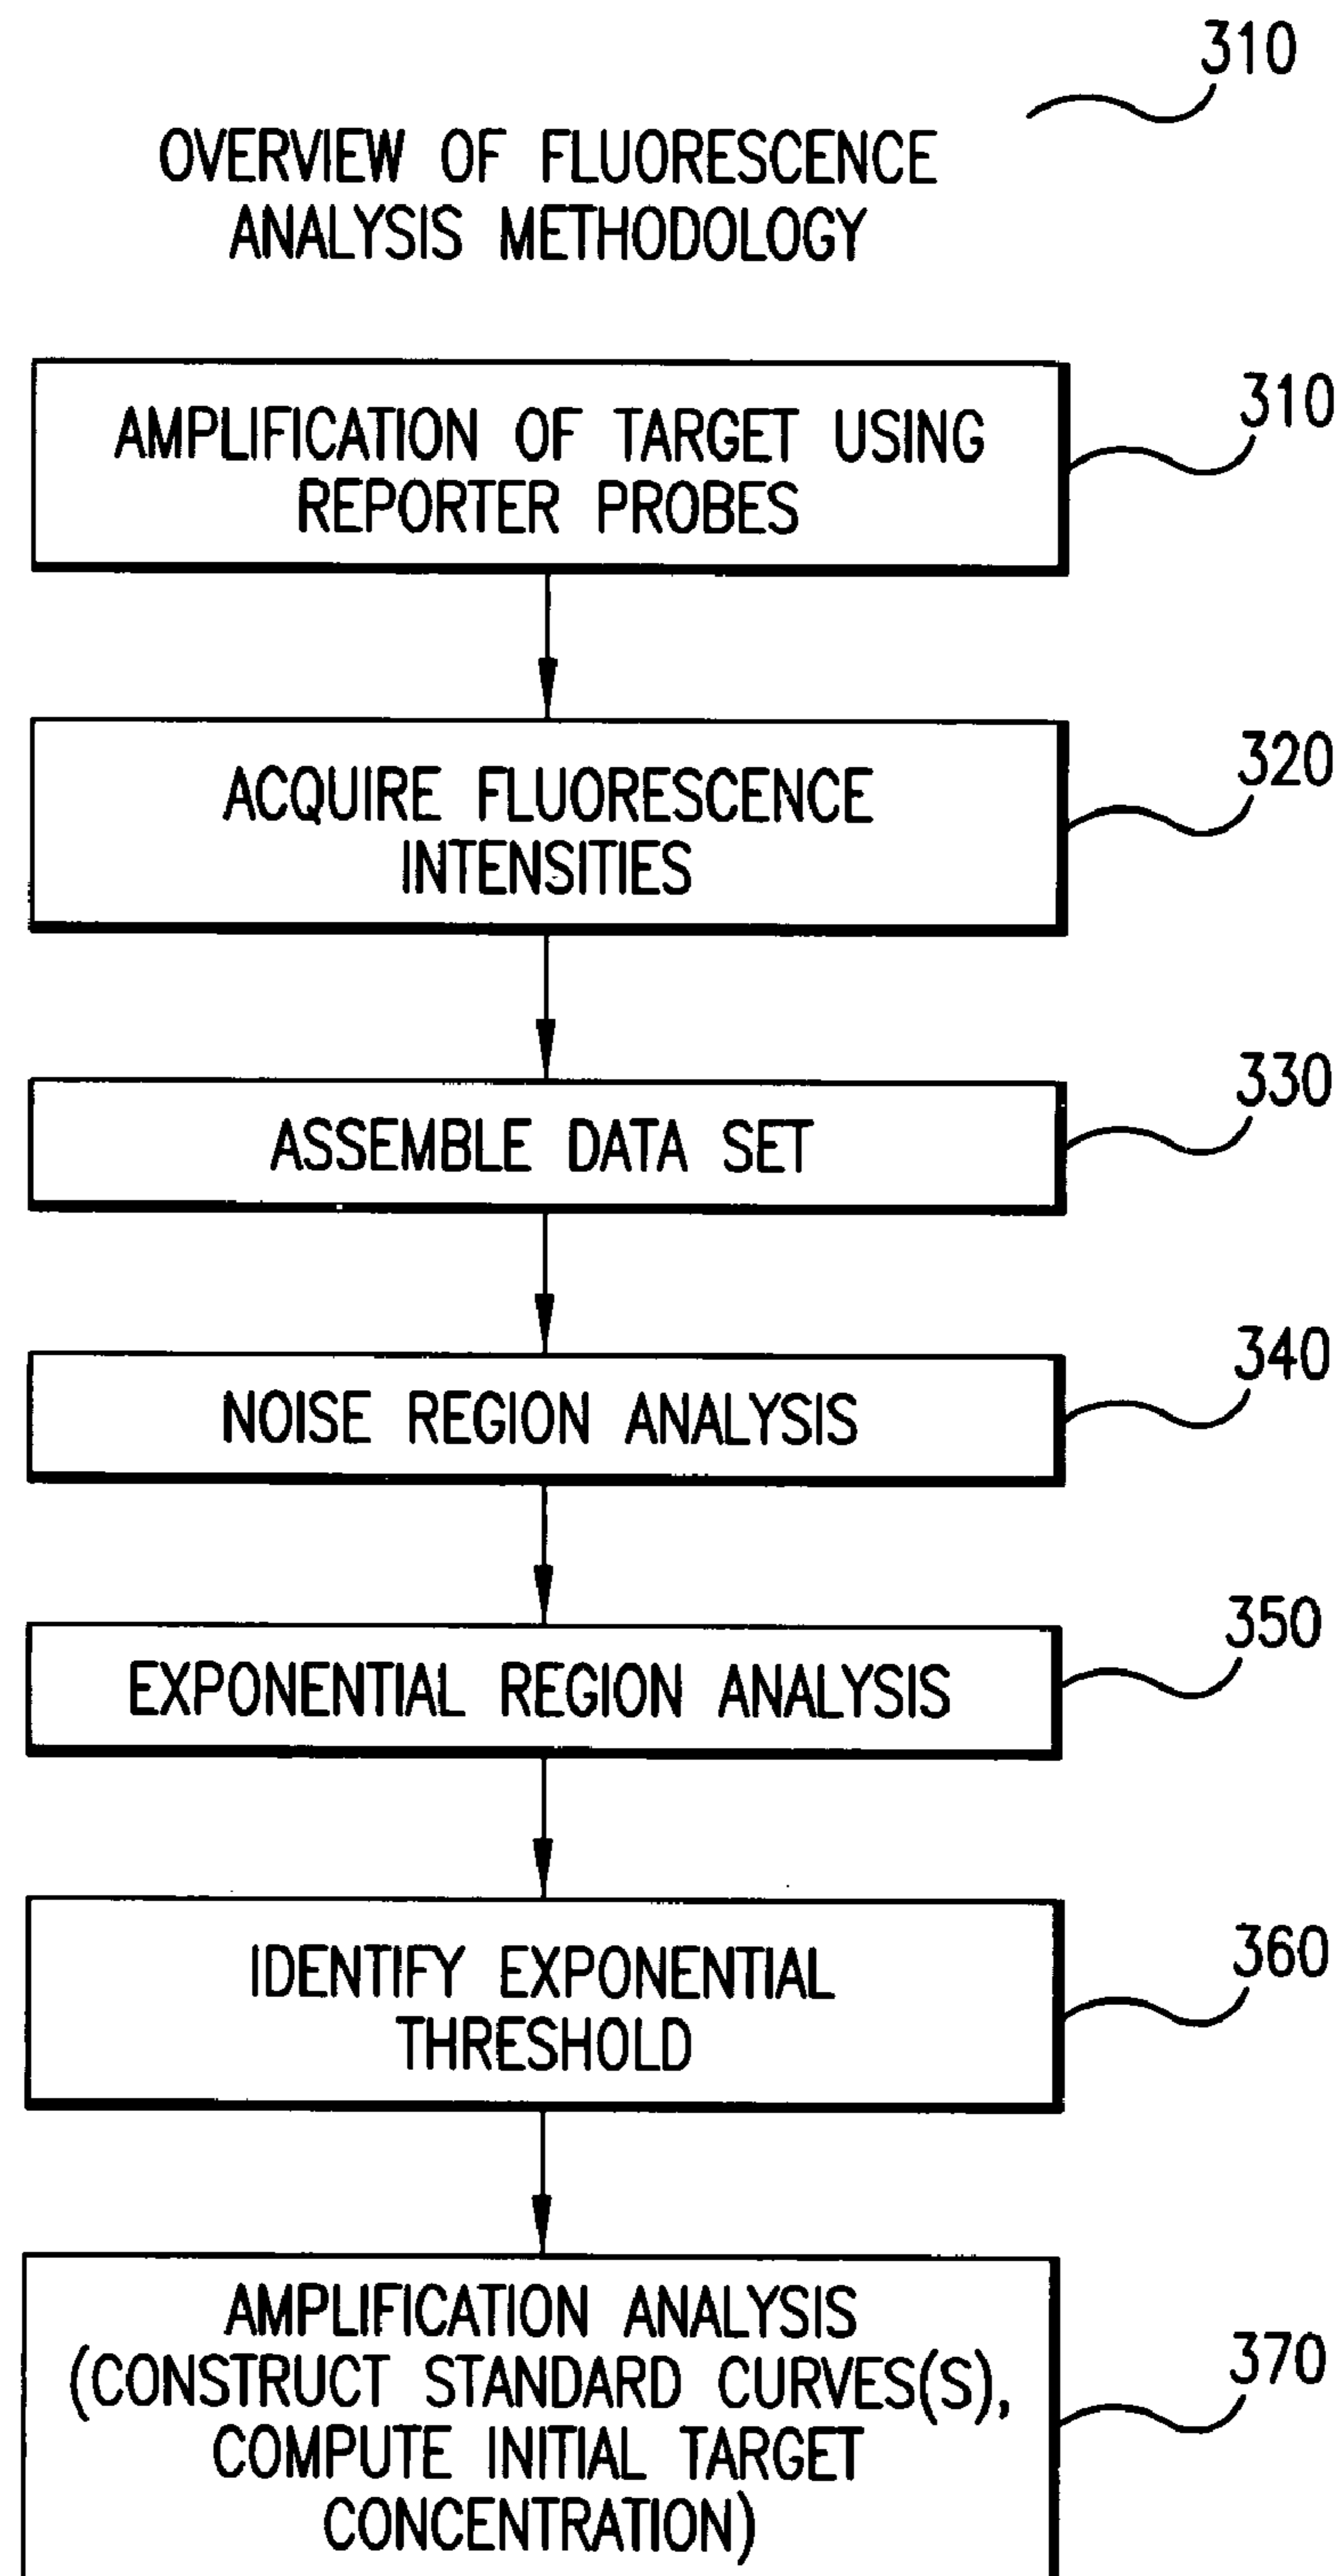 310
OVERVIEW OF FLUORESCENCE
ANALYSIS METHODOLOGY
AMPLIFICATION OF TARGET USING
REPORTER PROBES
310
ACQUIRE FLUORESCENCE
INTENSITIES
320
ASSEMBLE DATA SET
330
NOISE REGION ANALYSIS
340
EXPONENTIAL REGION ANALYSIS
350
IDENTIFY EXPONENTIAL
THRESHOLD
360
AMPLIFICATION ANALYSIS
(CONSTRUCT STANDARD CURVES(S),
COMPUTE INITIAL TARGET
CONCENTRATION)
370